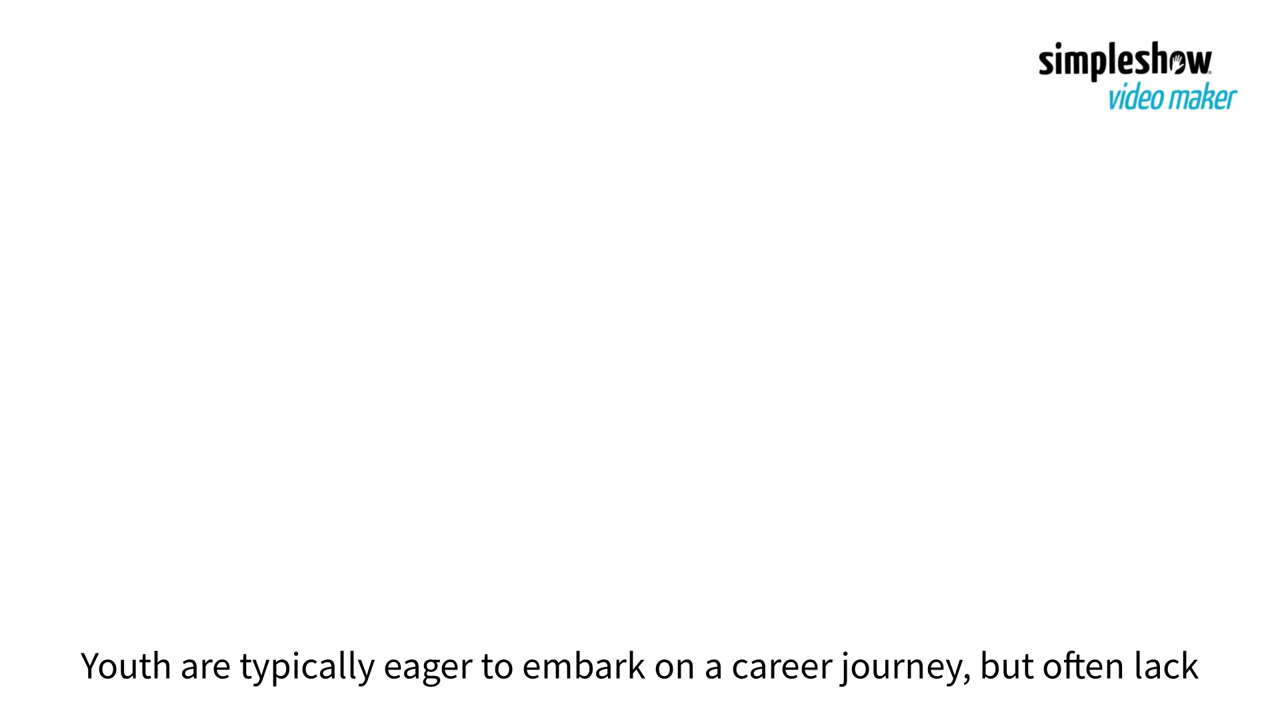 simpleshow
video maker
Youth are typically eager to embark on a career journey, but often lack